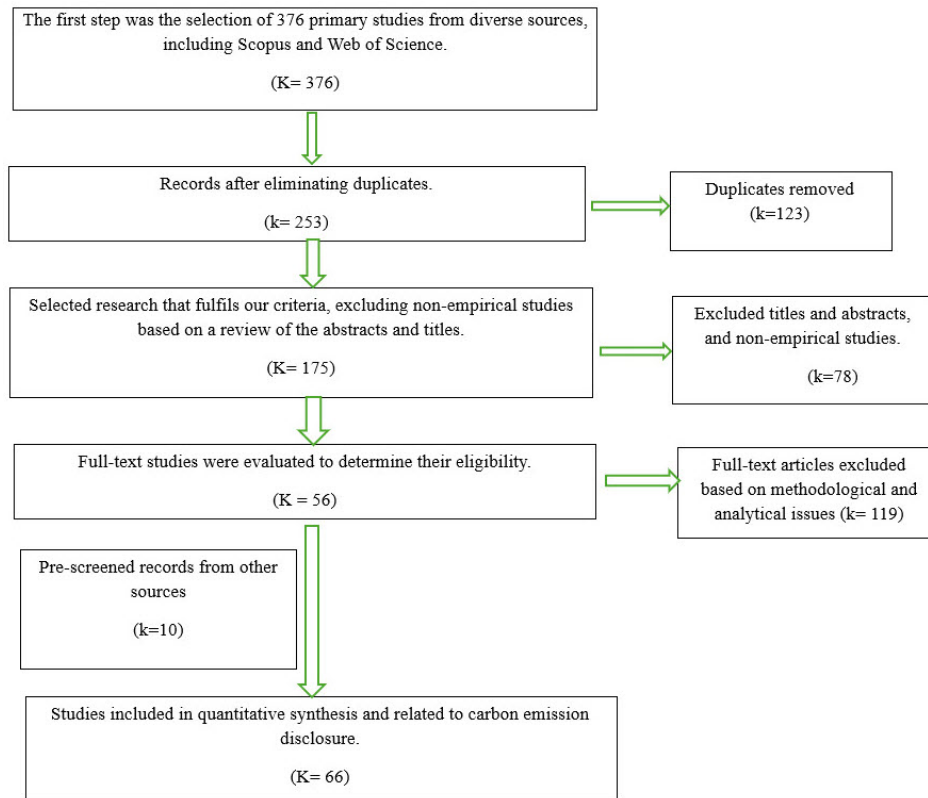 The first step was the selection of 376 primary studies from diverse sources,
including Scopus and Web of Science.
(K= 376)
Records after eliminating duplicates.
(k= 253)
Duplicates removed
(k=123)
Selected research that fulfils our criteria, excluding non-empirical studies
based on a review of the abstracts and titles.
(K= 175)
Excluded titles and abstracts,
and non-empirical studies.
(k=78)
Full-text studies were evaluated to determine their eligibility.
(K = 56)
Full-text articles excluded
based on methodological and
analytical issues (k= 119)
Pre-screened records from other
sources
(k=10)
Studies included in quantitative synthesis and related to carbon emission
disclosure.
(K= 66)